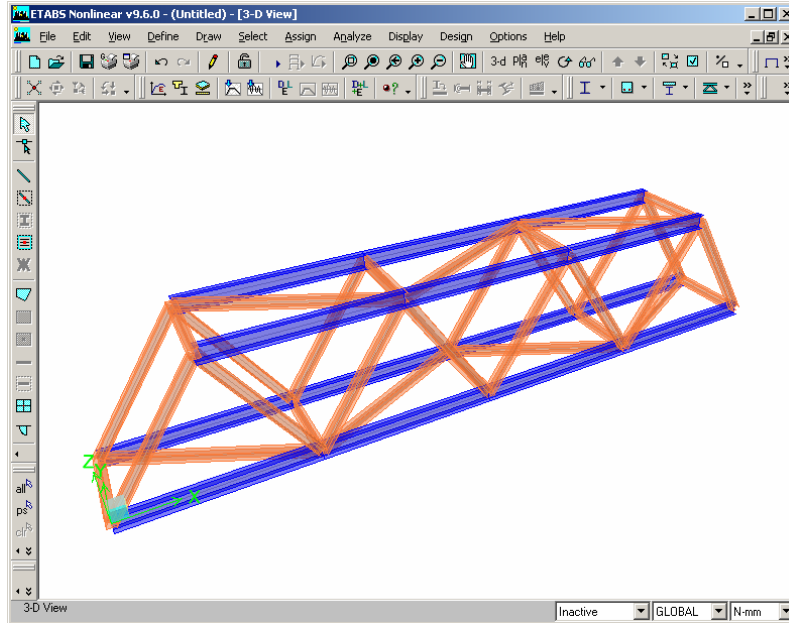 ETABS Nonlinear v9.6.0 - (Untitled) - [3-D View]
File Edit View Define Draw Select Assign Analyze Display Design Options Help
3-d
all
ps
clr
Z
Y
X
3-D View
Inactive GLOBAL N-mm